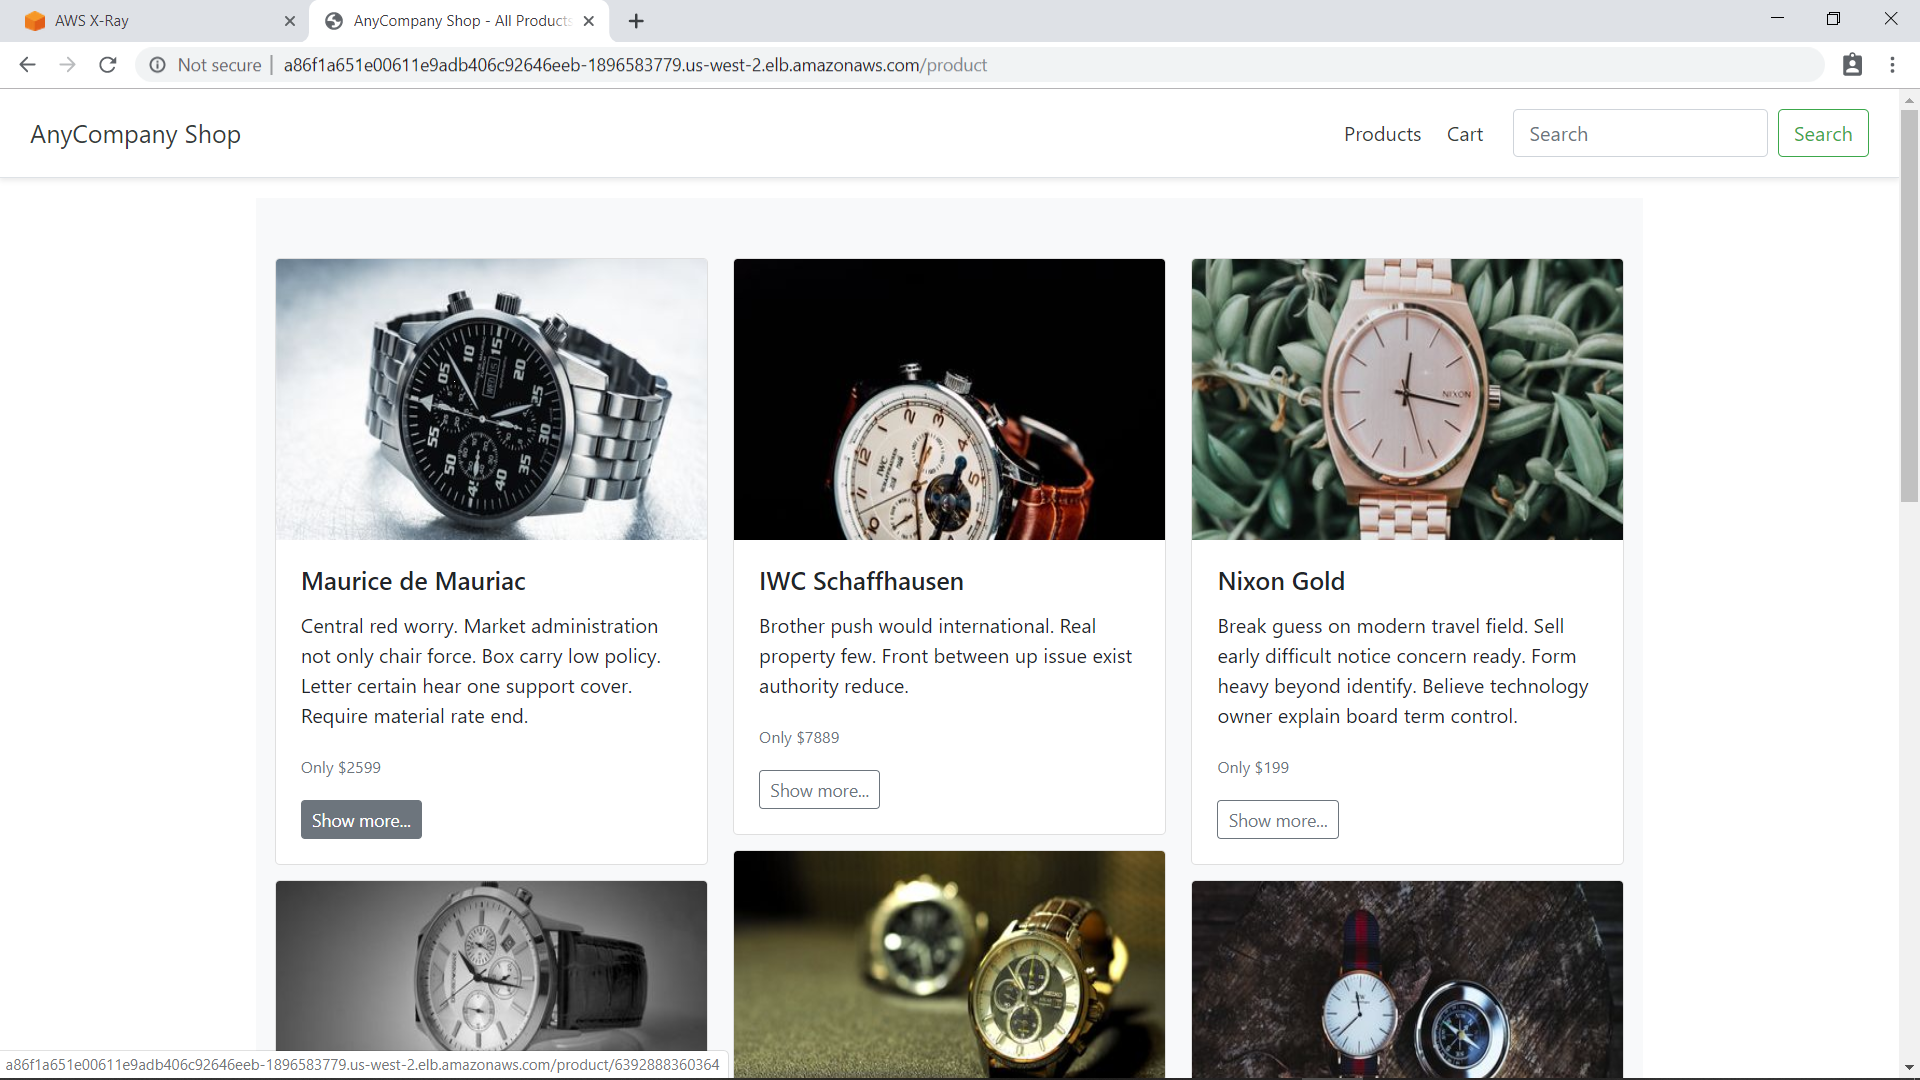 AWS X-Ray
AnyCompany Shop - All Products
Not secure | a86f1a651e00611e9adb406c92646eeb-1896583779.us-west-2.elb.amazonaws.com/product
AnyCompany Shop
Products Cart Search Search
Maurice de Mauriac
Central red worry. Market administration
not only chair force. Box carry low policy.
Letter certain hear one support cover.
Require material rate end.
Only $2599
Show more...
IWC Schaffhausen
Brother push would international. Real
property few. Front between up issue exist
authority reduce.
Only $7889
Show more...
NIXON
Nixon Gold
Break guess on modern travel field. Sell
early difficult notice concern ready. Form
heavy beyond identify. Believe technology
owner explain board term control.
Only $199
Show more...
SEIKO
a86f1a651e00611e9adb406c92646eeb-1896583779.us-west-2.elb.amazonaws.com/product/6392888360364